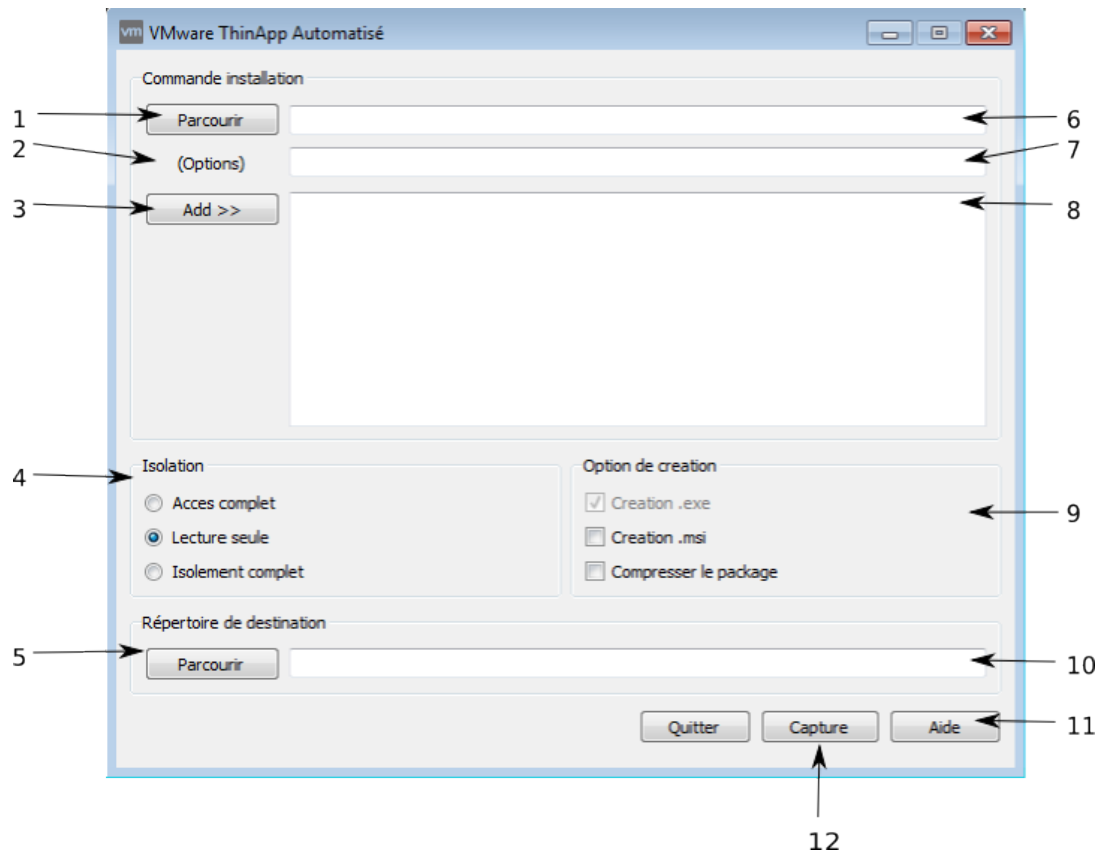 vm VMware ThinApp Automatisé
Commande installation
1 Parcourir 6
2 (Options) 7
3 Add >> 8
4 Isolation Option de creation
Acces complet Creation .exe 9
Lecture seule Creation .msi
Isolement complet Compresser le package
Répertoire de destination
5 Parcourir 10
Quitter Capture Aide 11
12